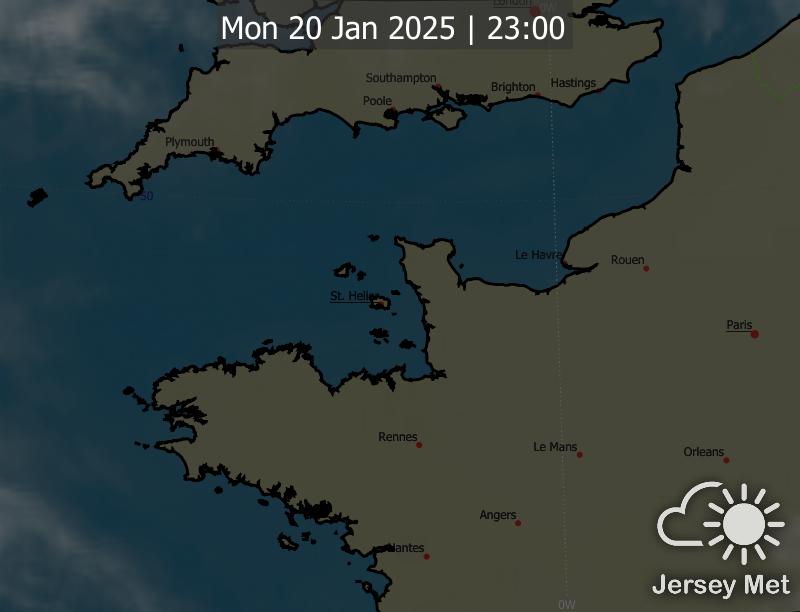 London
0W
Mon 20 Jan 2025 | 23:00
Southampton
Brighton
Hastings
Poole
Plymouth
50
Le Havre
Rouen
St. Helier
Paris
Rennes
Le Mans
Orleans
Angers
Nantes
Jersey Met
0W